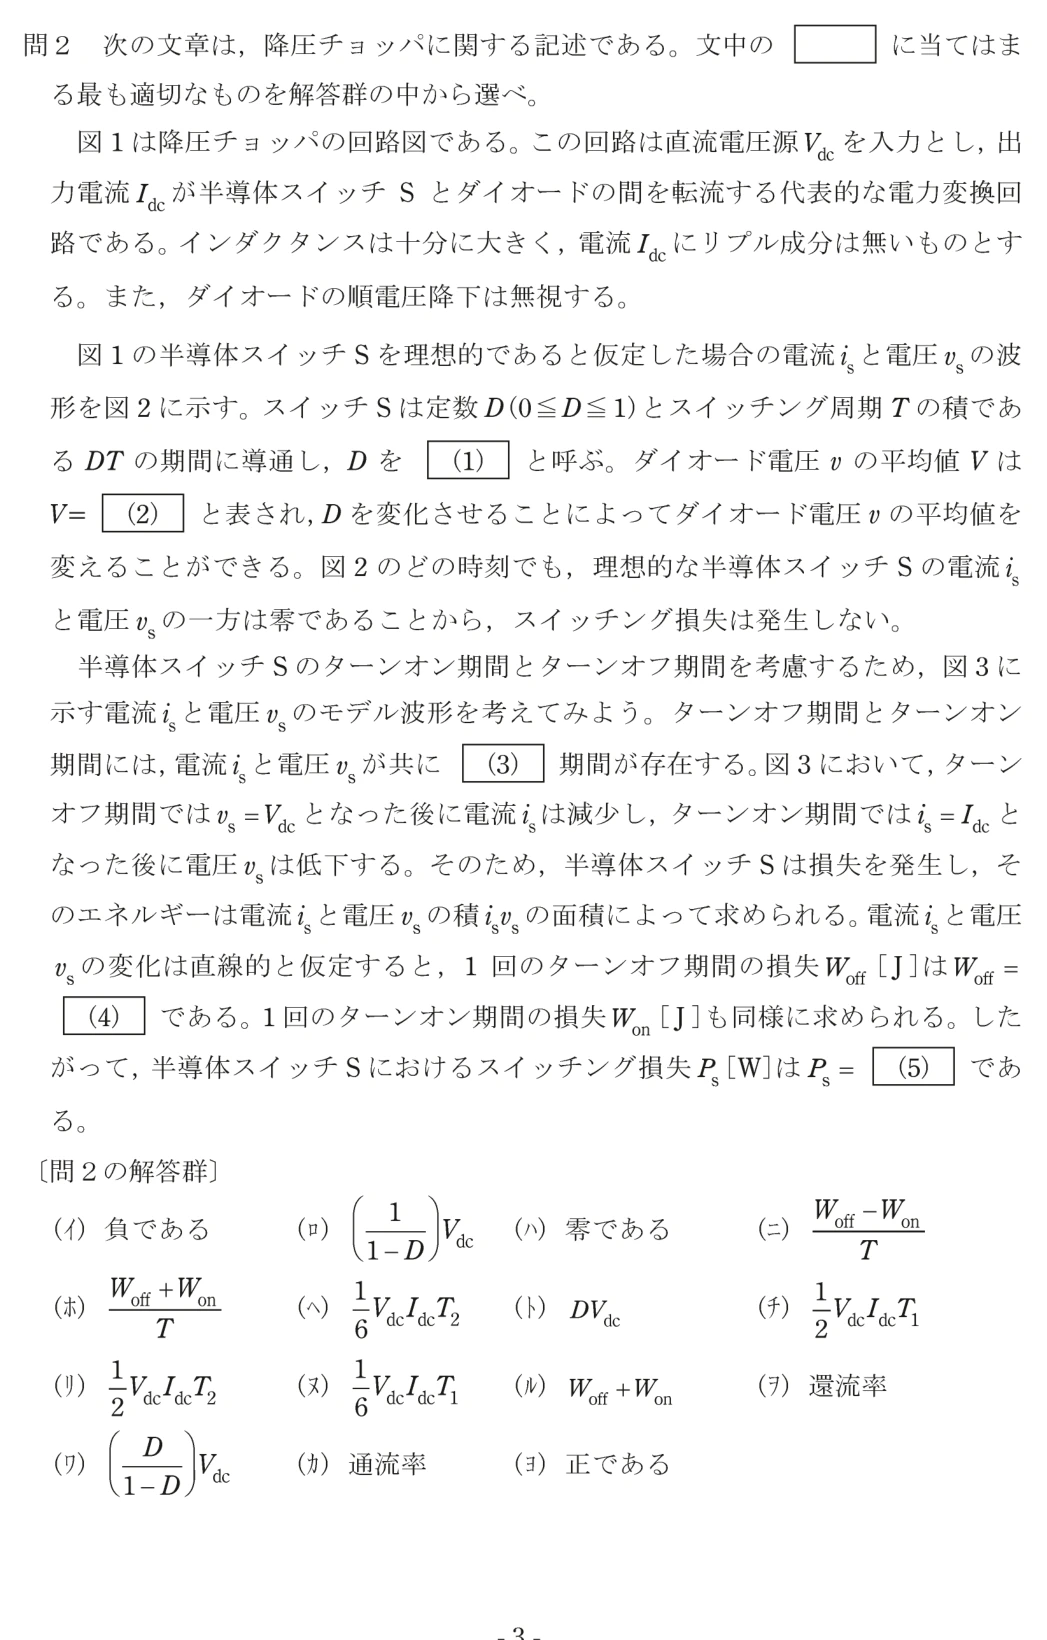 問2 次の文章は，降圧チョッパに関する記述である。文中の  に当てはま
る最も適切なものを解答群の中から選べ。
図1は降圧チョッパの回路図である。この回路は直流電圧源Vdcを入力とし，出
力電流Idcが半導体スイッチ S とダイオードの間を転流する代表的な電力変換回
路である。インダクタンスは十分に大きく，電流Idcにリプル成分は無いものとす
る。また，ダイオードの順電圧降下は無視する。
図1の半導体スイッチSを理想的であると仮定した場合の電流isと電圧vsの波
形を図2に示す。スイッチSは定数D(0≦D≦1)とスイッチング周期Tの積であ
るDTの期間に導通し，Dを (1) と呼ぶ。ダイオード電圧vの平均値Vは
V= (2) と表され，Dを変化させることによってダイオード電圧vの平均値を
変えることができる。図2のどの時刻でも，理想的な半導体スイッチSの電流is
と電圧vsの一方は零であることから，スイッチング損失は発生しない。
半導体スイッチSのターンオン期間とターンオフ期間を考慮するため，図3に
示す電流isと電圧vsのモデル波形を考えてみよう。ターンオフ期間とターンオン
期間には，電流isと電圧vsが共に (3) 期間が存在する。図3において，ターン
オフ期間ではvs=Vdcとなった後に電流isは減少し，ターンオン期間ではis=Idcと
なった後に電圧vsは低下する。そのため，半導体スイッチSは損失を発生し，そ
のエネルギーは電流isと電圧vsの積isvsの面積によって求められる。電流isと電圧
vsの変化は直線的と仮定すると，1回のターンオフ期間の損失Woff［J］はWoff=
(4) である。1回のターンオン期間の損失Won［J］も同様に求められる。した
がって，半導体スイッチSにおけるスイッチング損失Ps［W］はPs= (5) であ
る。
〔問2の解答群〕
(イ) 負である (ロ) (1/(1−D))Vdc (ハ) 零である (ニ) (Woff−Won)/T
(ホ) (Woff+Won)/T (ヘ) 1/6 VdcIdcT2 (ト) DVdc (チ) 1/2 VdcIdcT1
(リ) 1/2 VdcIdcT2 (ヌ) 1/6 VdcIdcT1 (ル) Woff+Won (ヲ) 還流率
(ワ) (D/(1−D))Vdc (カ) 通流率 (ヨ) 正である
- 3 -